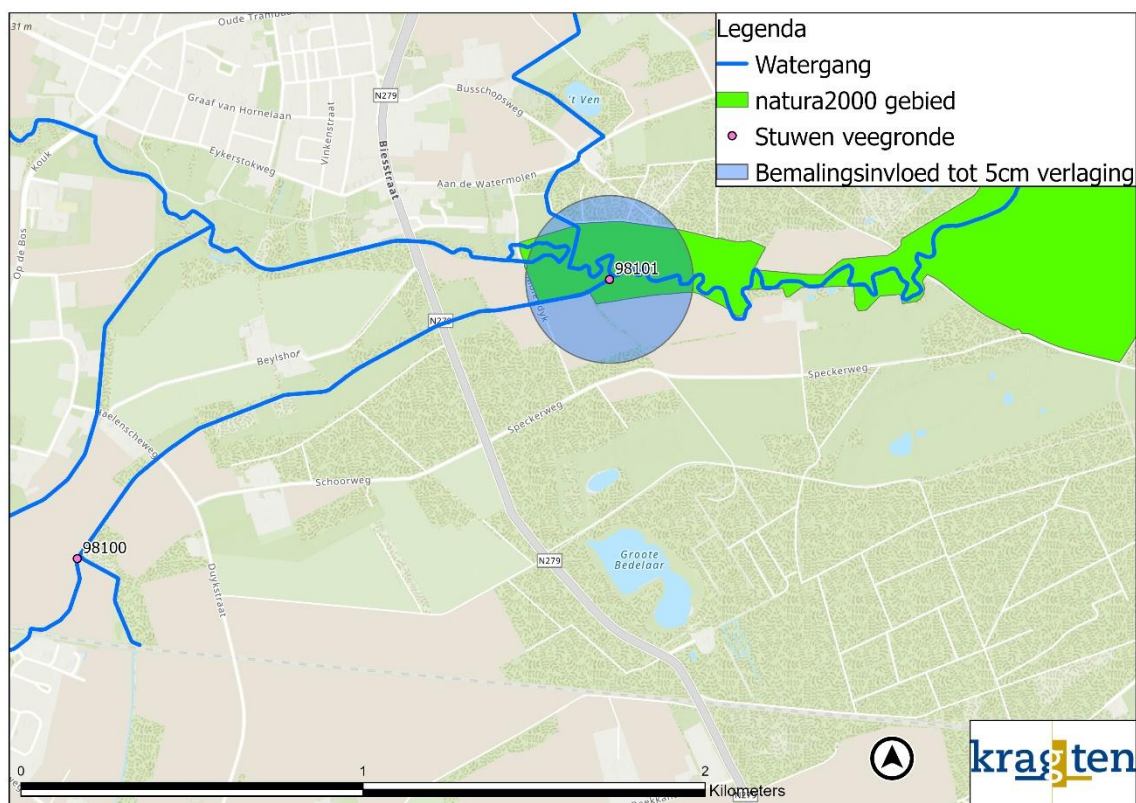 31 m
Oude Trambaan
Graaf van Hornelaan
Eykerstokweg
Vinkenstraat
N279
Biesstraat
Busschopsweg
't Ven
Aan de Watermolen
Kouk
Op de Bos
Legenda
Watergang
natura2000 gebied
Stuwen veegronde
Bemalingsinvloed tot 5cm verlaging
98101
N279
Beylshof
Speckerweg
Speckerweg
Schoorweg
98100
Duykstraat
N279
Groote
Bedelaar
0
1
2
Kilometers
kragten